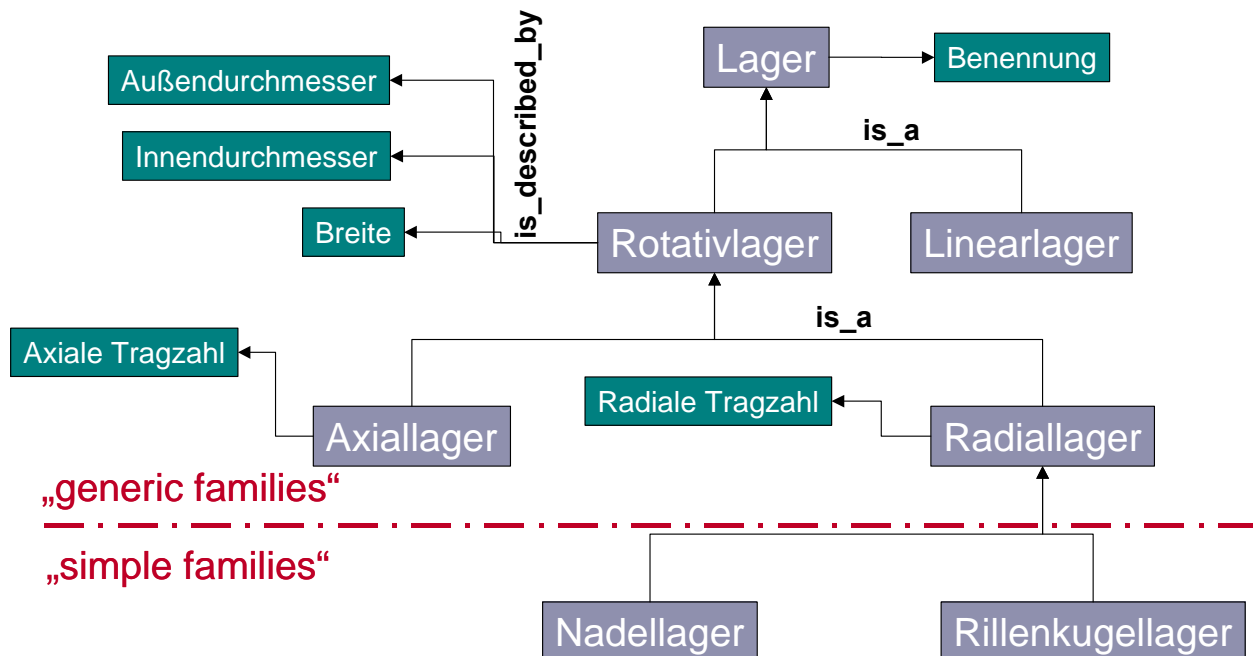 Lager
Benennung
Außendurchmesser
is_described_by
is_a
Innendurchmesser
Breite
Rotativlager
Linearlager
is_a
Axiale Tragzahl
Radiale Tragzahl
Axiallager
Radiallager
„generic families“
„simple families“
Nadellager
Rillenkugellager